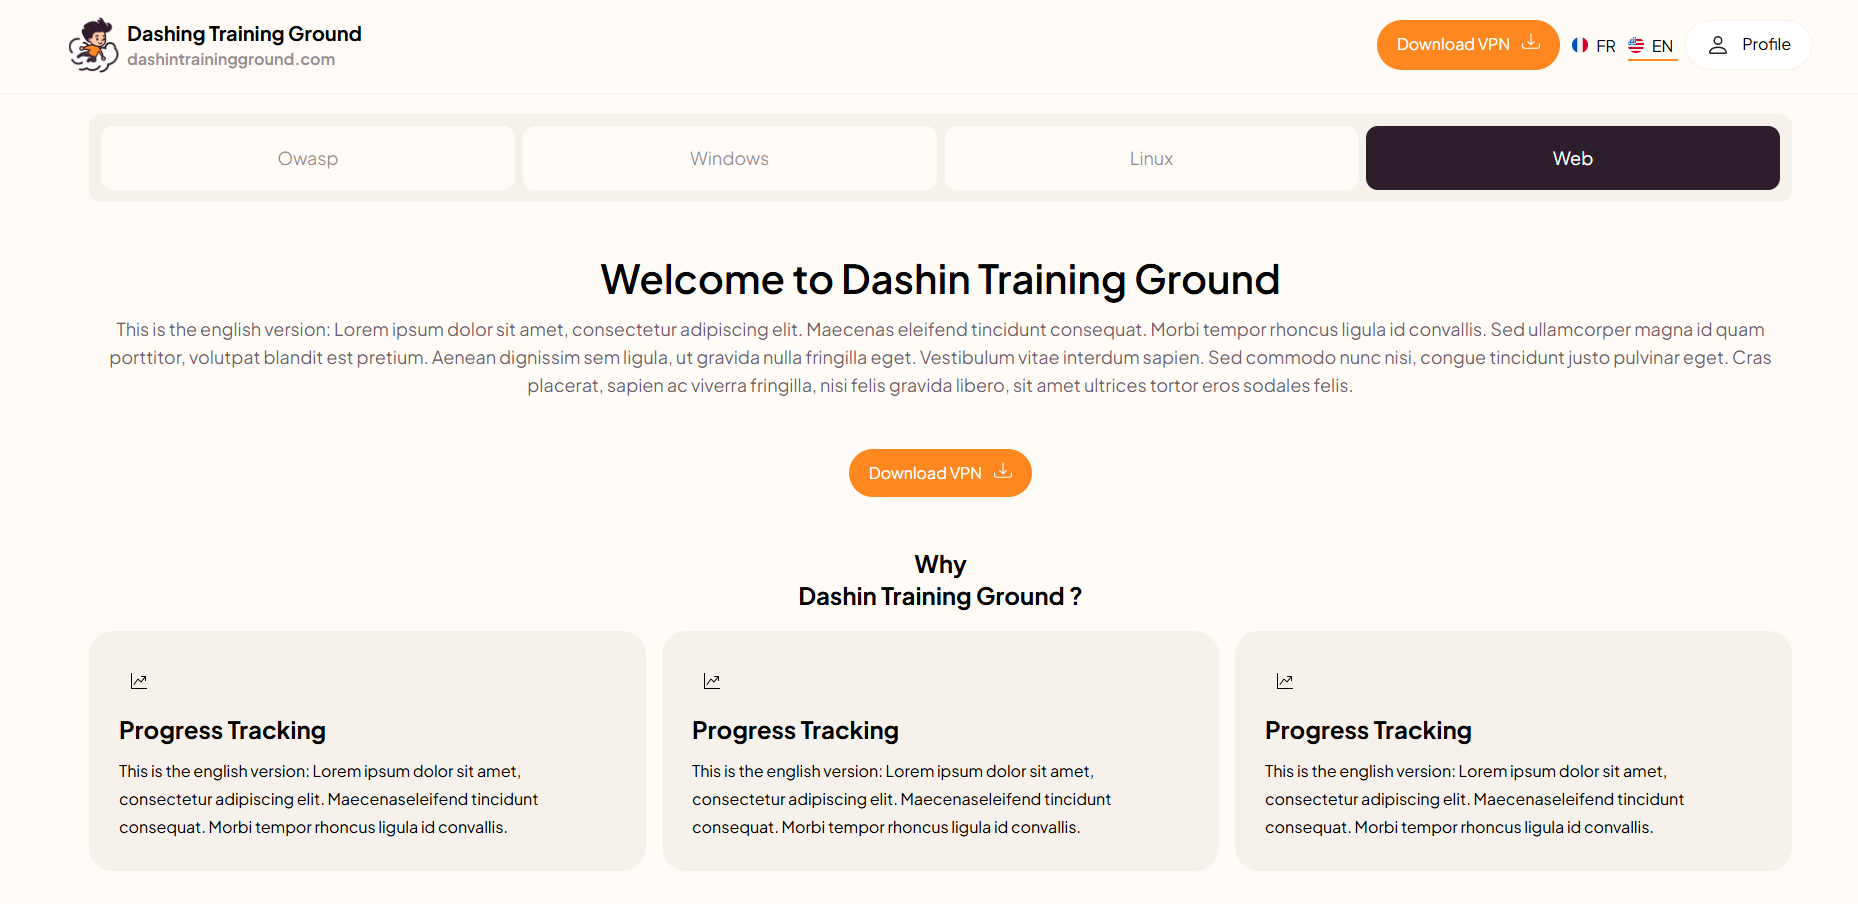 Dashing Training Ground
dashintrainingground.com
Download VPN
FR
EN
Profile
Owasp
Windows
Linux
Web
Welcome to Dashin Training Ground
This is the english version: Lorem ipsum dolor sit amet, consectetur adipiscing elit. Maecenas eleifend tincidunt consequat. Morbi tempor rhoncus ligula id convallis. Sed ullamcorper magna id quam
porttitor, volutpat blandit est pretium. Aenean dignissim sem ligula, ut gravida nulla fringilla eget. Vestibulum vitae interdum sapien. Sed commodo nunc nisi, congue tincidunt justo pulvinar eget. Cras
placerat, sapien ac viverra fringilla, nisi felis gravida libero, sit amet ultrices tortor eros sodales felis.
Download VPN
Why
Dashin Training Ground ?
Progress Tracking
This is the english version: Lorem ipsum dolor sit amet,
consectetur adipiscing elit. Maecenaseleifend tincidunt
consequat. Morbi tempor rhoncus ligula id convallis.
Progress Tracking
This is the english version: Lorem ipsum dolor sit amet,
consectetur adipiscing elit. Maecenaseleifend tincidunt
consequat. Morbi tempor rhoncus ligula id convallis.
Progress Tracking
This is the english version: Lorem ipsum dolor sit amet,
consectetur adipiscing elit. Maecenaseleifend tincidunt
consequat. Morbi tempor rhoncus ligula id convallis.